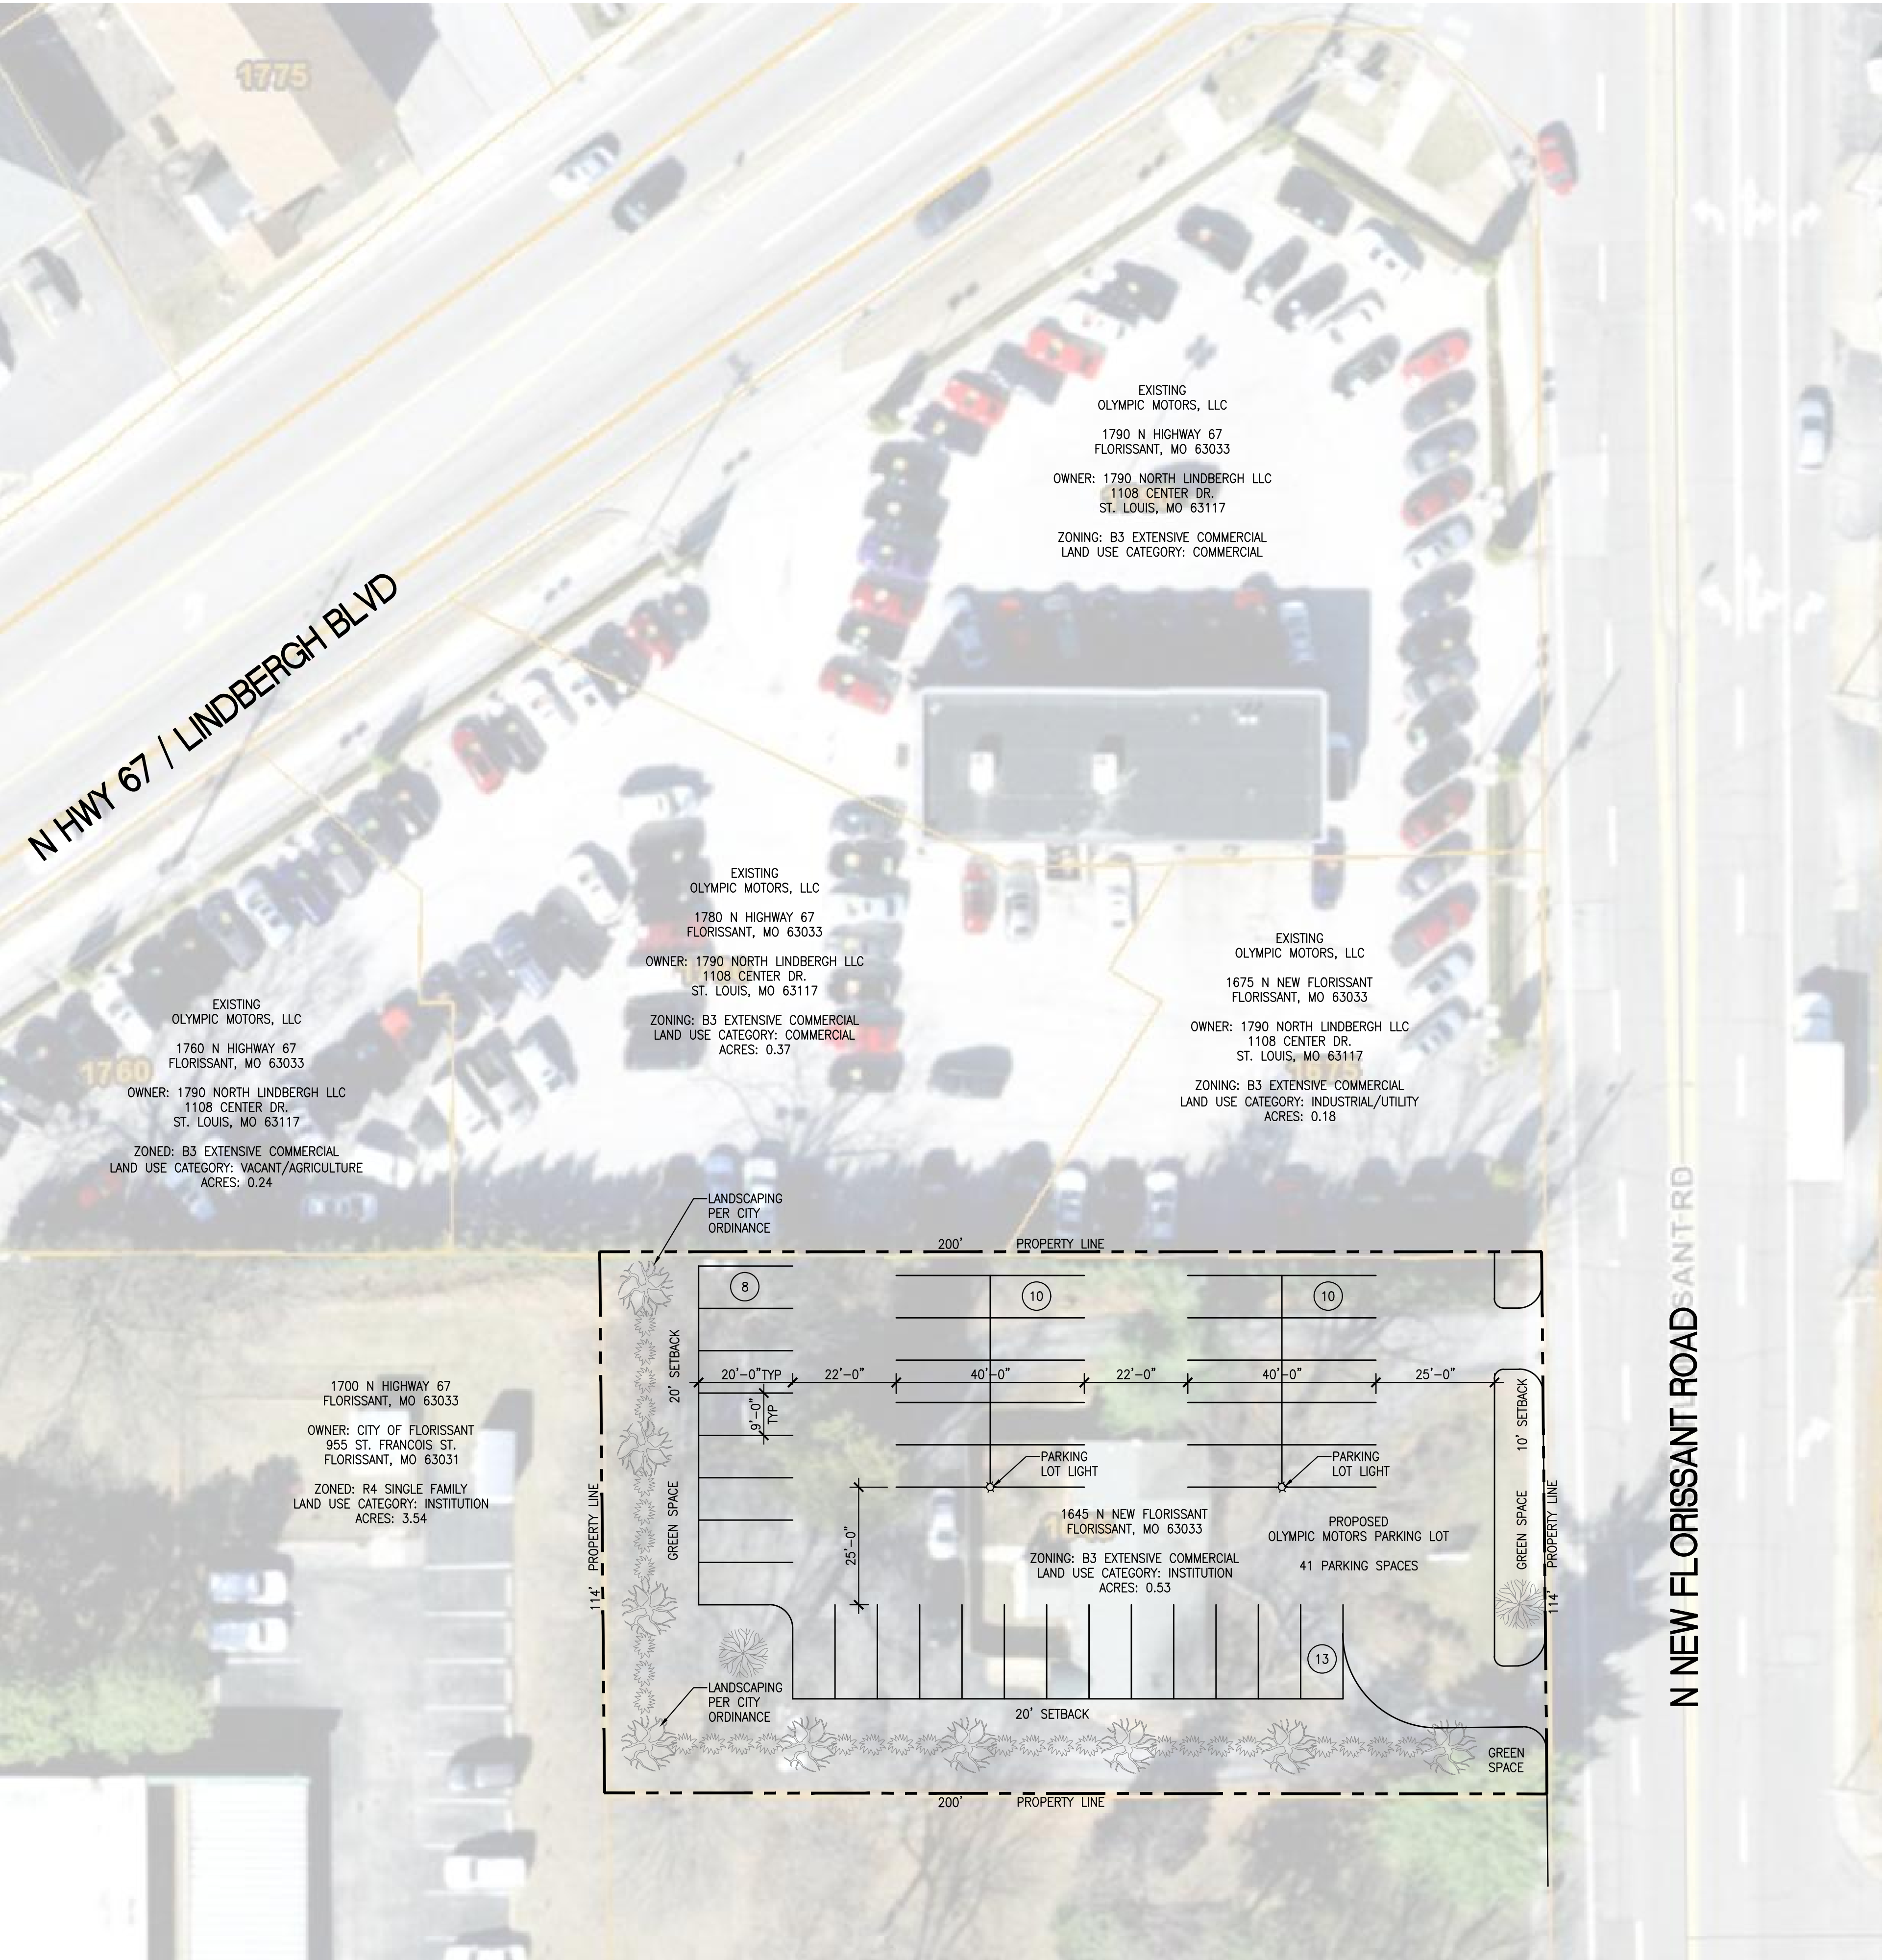 1775
EXISTING
OLYMPIC MOTORS, LLC
1790 N HIGHWAY 67
FLORISSANT, MO 63033
OWNER: 1790 NORTH LINDBERGH LLC
1108 CENTER DR.
ST. LOUIS, MO 63117
ZONING: B3 EXTENSIVE COMMERCIAL
LAND USE CATEGORY: COMMERCIAL
N HWY 67 / LINDBERGH BLVD
EXISTING
OLYMPIC MOTORS, LLC
1780 N HIGHWAY 67
FLORISSANT, MO 63033
OWNER: 1790 NORTH LINDBERGH LLC
1108 CENTER DR.
ST. LOUIS, MO 63117
ZONING: B3 EXTENSIVE COMMERCIAL
LAND USE CATEGORY: COMMERCIAL
ACRES: 0.37
EXISTING
OLYMPIC MOTORS, LLC
1675 N NEW FLORISSANT
FLORISSANT, MO 63033
OWNER: 1790 NORTH LINDBERGH LLC
1108 CENTER DR.
ST. LOUIS, MO 63117
1675
ZONING: B3 EXTENSIVE COMMERCIAL
LAND USE CATEGORY: INDUSTRIAL/UTILITY
ACRES: 0.18
EXISTING
OLYMPIC MOTORS, LLC
1760 N HIGHWAY 67
FLORISSANT, MO 63033
1760
OWNER: 1790 NORTH LINDBERGH LLC
1108 CENTER DR.
ST. LOUIS, MO 63117
ZONED: B3 EXTENSIVE COMMERCIAL
LAND USE CATEGORY: VACANT/AGRICULTURE
ACRES: 0.24
LANDSCAPING
PER CITY
ORDINANCE
200' PROPERTY LINE
8
10
10
20' SETBACK
20'-0" TYP
22'-0"
40'-0"
22'-0"
40'-0"
25'-0"
9'-0"
TYP
10' SETBACK
1700 N HIGHWAY 67
FLORISSANT, MO 63033
OWNER: CITY OF FLORISSANT
955 ST. FRANCOIS ST.
FLORISSANT, MO 63031
ZONED: R4 SINGLE FAMILY
LAND USE CATEGORY: INSTITUTION
ACRES: 3.54
PARKING
LOT LIGHT
PARKING
LOT LIGHT
114' PROPERTY LINE
GREEN SPACE
25'-0"
1645 N NEW FLORISSANT
FLORISSANT, MO 63033
ZONING: B3 EXTENSIVE COMMERCIAL
LAND USE CATEGORY: INSTITUTION
ACRES: 0.53
PROPOSED
OLYMPIC MOTORS PARKING LOT
41 PARKING SPACES
GREEN SPACE
114' PROPERTY LINE
SANT RD
N NEW FLORISSANT ROAD
13
LANDSCAPING
PER CITY
ORDINANCE
20' SETBACK
GREEN
SPACE
200' PROPERTY LINE